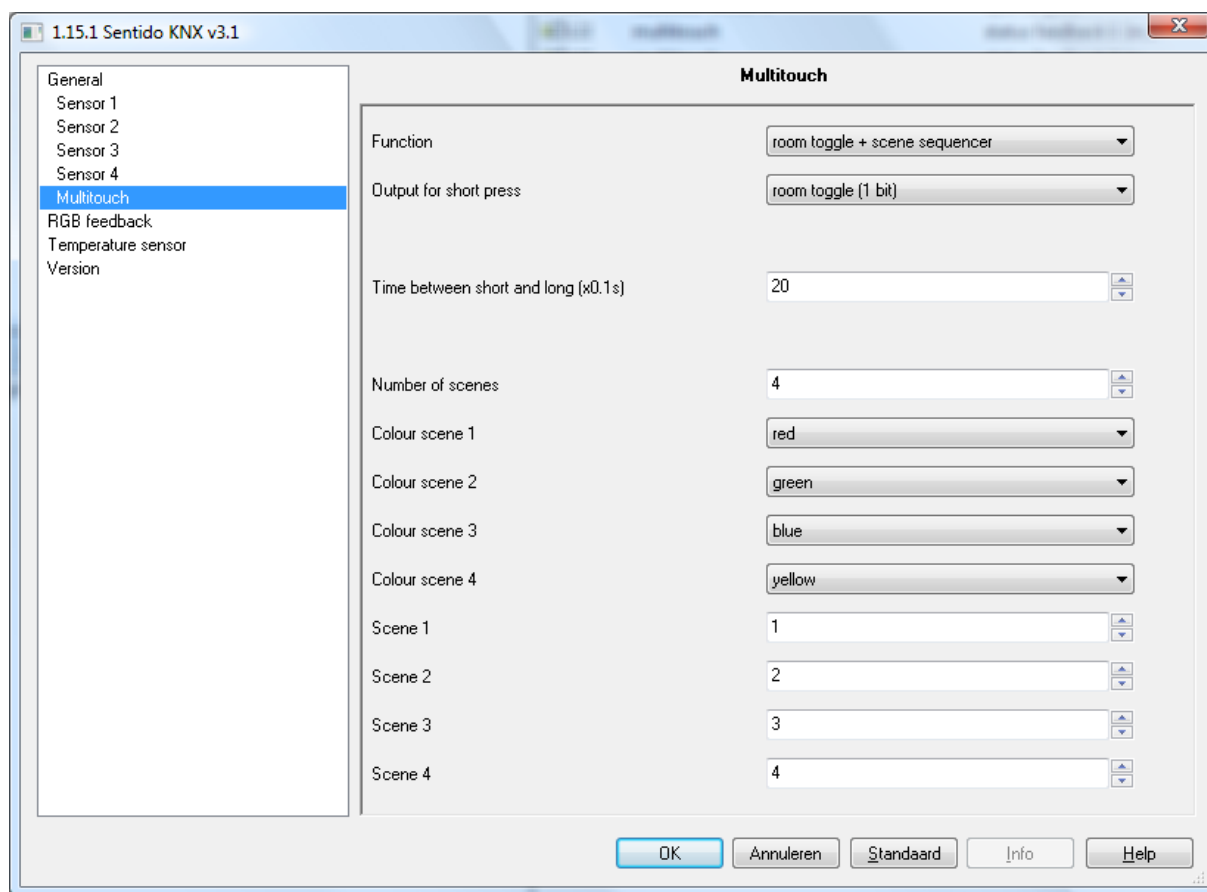 1.15.1 Sentido KNX v3.1
General
Sensor 1
Sensor 2
Sensor 3
Sensor 4
Multitouch
RGB feedback
Temperature sensor
Version
Multitouch
Function room toggle + scene sequencer
Output for short press room toggle (1 bit)
Time between short and long (x0.1s) 20
Number of scenes 4
Colour scene 1 red
Colour scene 2 green
Colour scene 3 blue
Colour scene 4 yellow
Scene 1 1
Scene 2 2
Scene 3 3
Scene 4 4
OK Annuleren Standaard Info Help